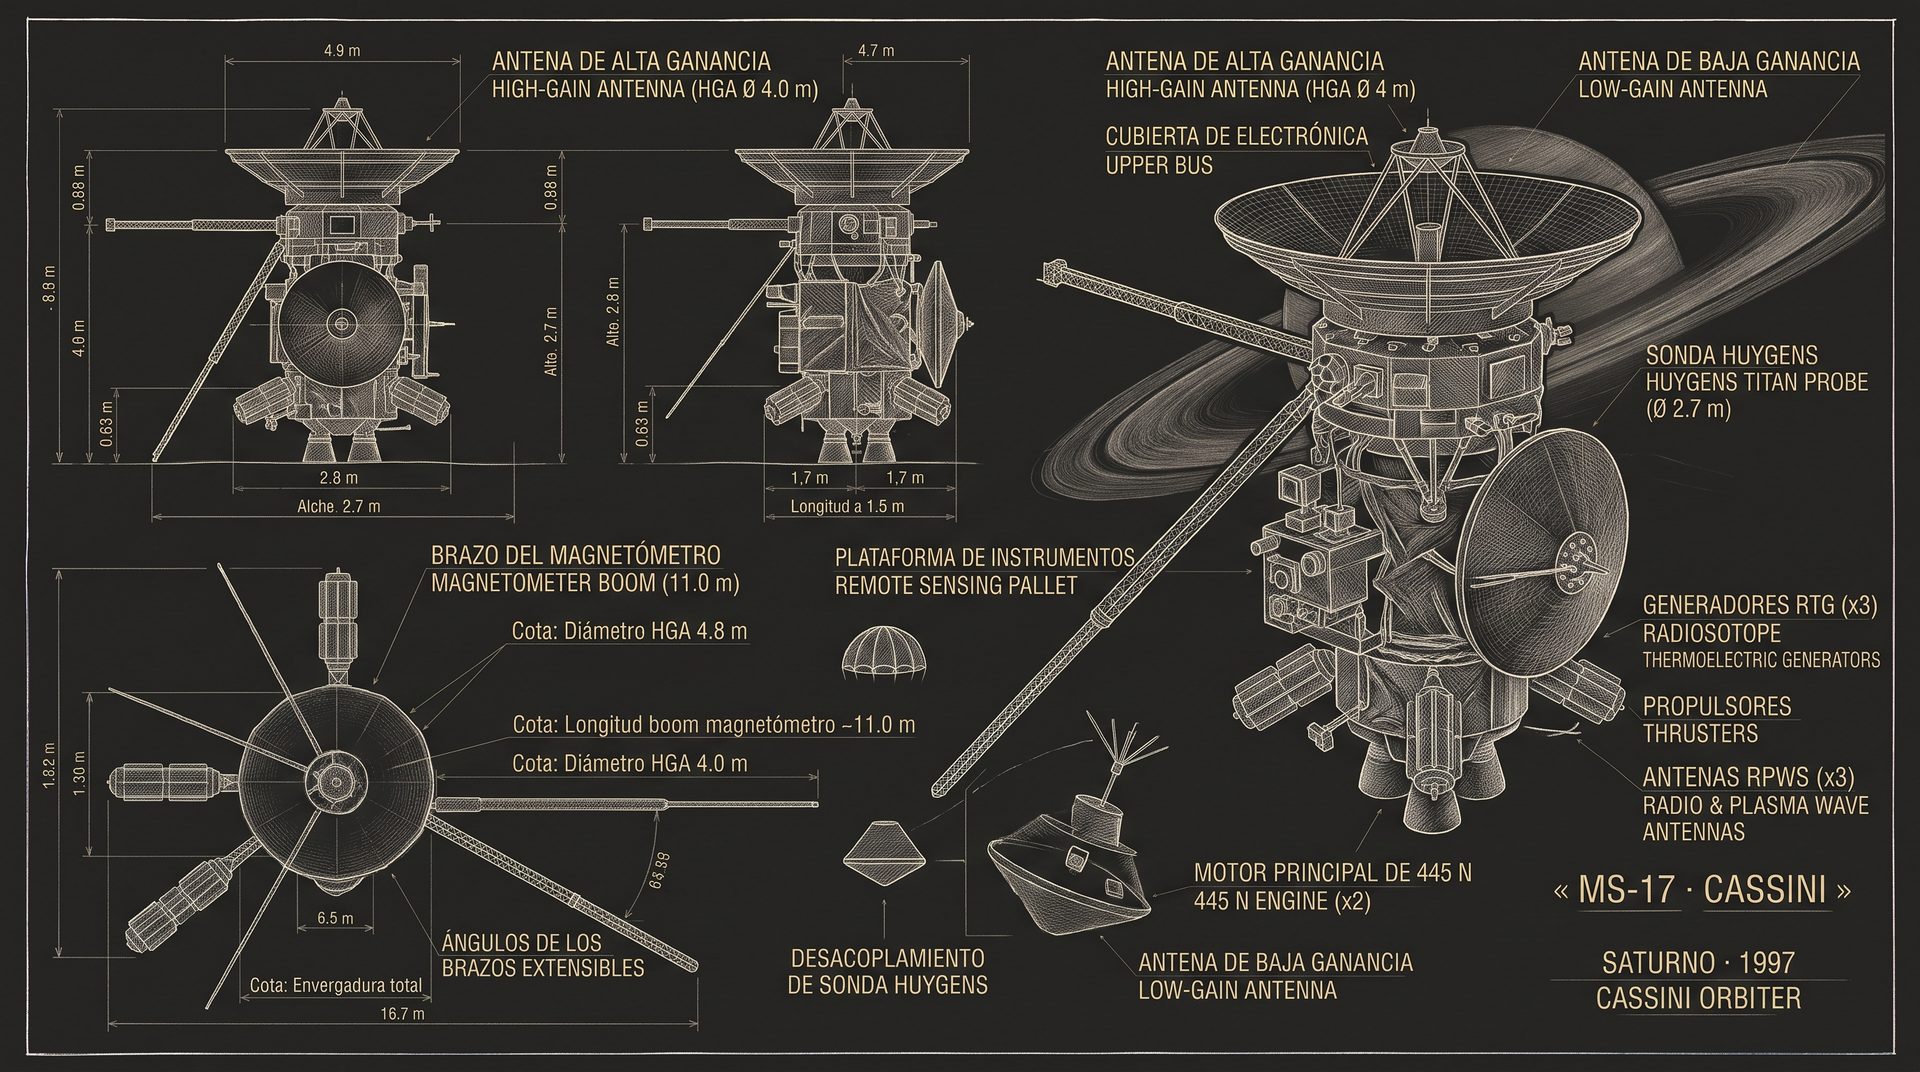 4.9 m
ANTENA DE ALTA GANANCIA
HIGH-GAIN ANTENNA (HGA Ø 4.0 m)
4.7 m
0.88 m
0.88 m
8.8 m
4.0 m
0.63 m
Alto. 2.7 m
2.8 m
Alche. 2.7 m
Alto. 2.8 m
0.63 m
1,7 m
1,7 m
Longitud a 1.5 m
ANTENA DE ALTA GANANCIA
HIGH-GAIN ANTENNA (HGA Ø 4 m)
CUBIERTA DE ELECTRÓNICA
UPPER BUS
ANTENA DE BAJA GANANCIA
LOW-GAIN ANTENNA
SONDA HUYGENS
HUYGENS TITAN PROBE
(Ø 2.7 m)
BRAZO DEL MAGNETÓMETRO
MAGNETOMETER BOOM (11.0 m)
Cota: Diámetro HGA 4.8 m
Cota: Longitud boom magnetómetro ~11.0 m
Cota: Diámetro HGA 4.0 m
1.8.2 m
1.30 m
6.5 m
Cota: Envergadura total
16.7 m
ÁNGULOS DE LOS
BRAZOS EXTENSIBLES
PLATAFORMA DE INSTRUMENTOS
REMOTE SENSING PALLET
DESACOPLAMIENTO
DE SONDA HUYGENS
MOTOR PRINCIPAL DE 445 N
445 N ENGINE (x2)
ANTENA DE BAJA GANANCIA
LOW-GAIN ANTENNA
GENERADORES RTG (x3)
RADIOSOTOPE
THERMOELECTRIC GENERATORS
PROPULSORES
THRUSTERS
ANTENAS RPWS (x3)
RADIO & PLASMA WAVE
ANTENNAS
« MS-17 · CASSINI »
SATURNO · 1997
CASSINI ORBITER